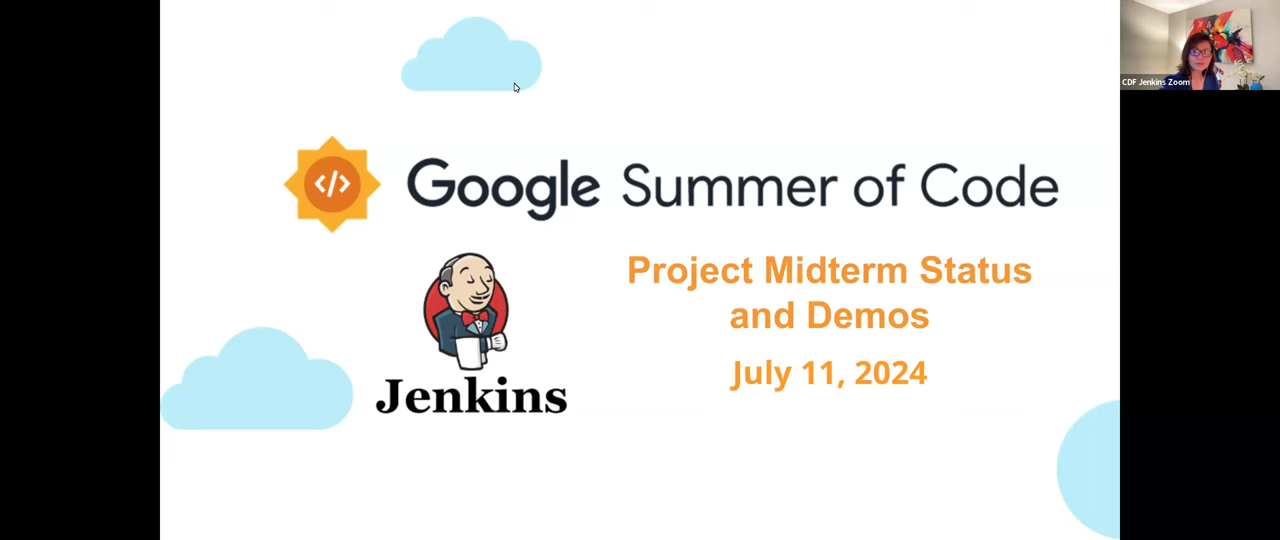 CDF Jenkins Zoom
</>
Google Summer of Code
Project Midterm Status
and Demos
July 11, 2024
Jenkins